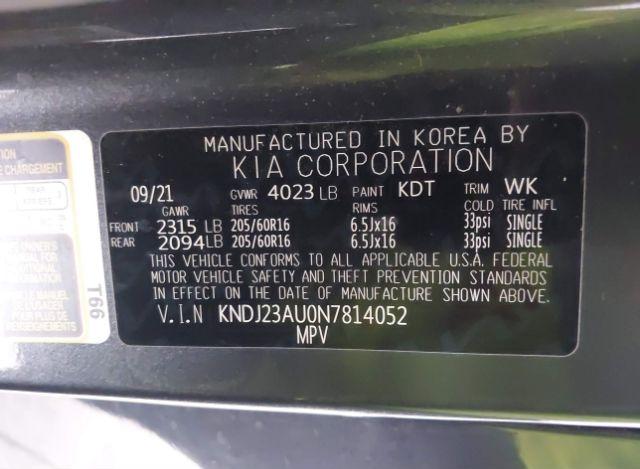 MANUFACTURED IN KOREA BY
KIA CORPORATION
09/21 GVWR 4023 LB PAINT KDT TRIM WK
GAWR TIRES RIMS COLD TIRE INFL
FRONT 2315 LB 205/60R16 6.5Jx16 33psi SINGLE
REAR 2094LB 205/60R16 6.5Jx16 33psi SINGLE
THIS VEHICLE CONFORMS TO ALL APPLICABLE U.S.A. FEDERAL
MOTOR VEHICLE SAFETY AND THEFT PREVENTION STANDARDS
IN EFFECT ON THE DATE OF MANUFACTURE SHOWN ABOVE.
V.I.N KNDJ23AU0N7814052
MPV
CHARGEMENT
REAR
T66